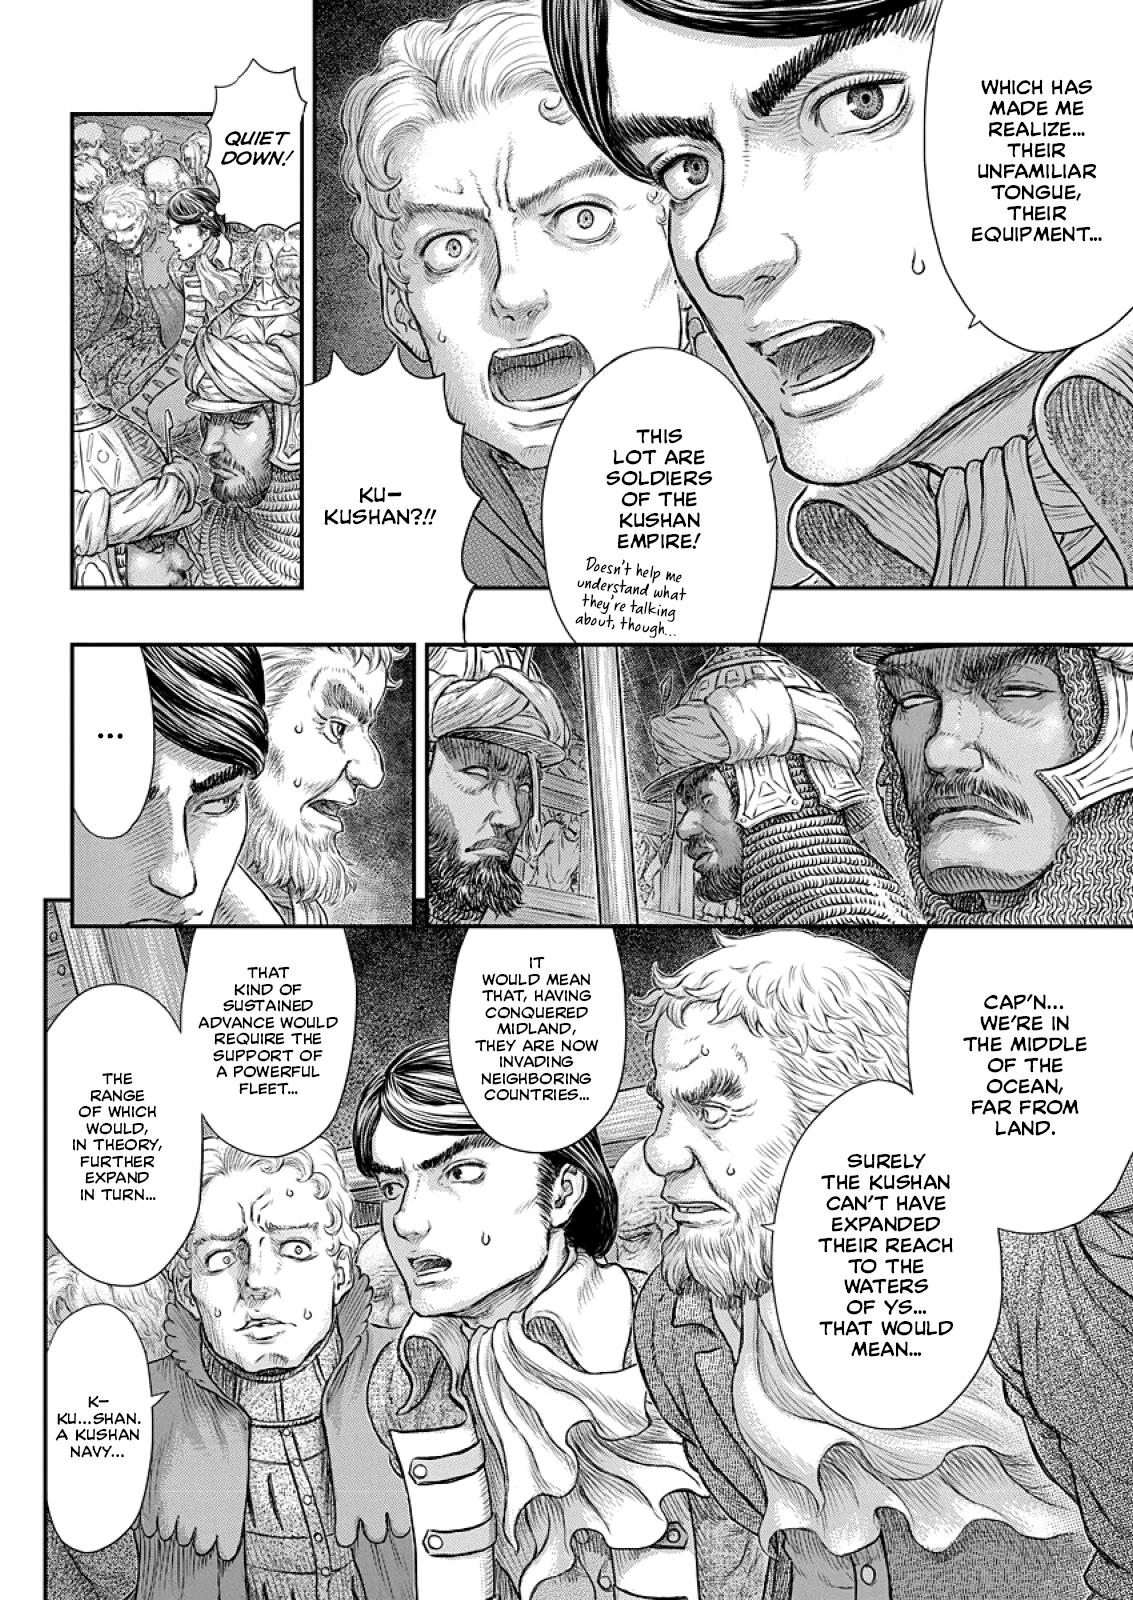 WHICH HAS
MADE ME
REALIZE...
THEIR
UNFAMILIAR
TONGUE,
THEIR
EQUIPMENT...
THIS
LOT ARE
SOLDIERS
OF THE
KUSHAN
EMPIRE!
Doesn't help me
understand what
they're talking
about, though...
KU-
KUSHAN?!!
QUIET
DOWN!
...
CAP'N...
WE'RE IN
THE MIDDLE
OF THE
OCEAN,
FAR FROM
LAND.
SURELY
THE KUSHAN
CAN'T HAVE
EXPANDED
THEIR REACH
TO THE
WATERS
OF YS...
THAT WOULD
MEAN...
IT
WOULD MEAN
THAT, HAVING
CONQUERED
MIDLAND,
THEY ARE NOW
INVADING
NEIGHBORING
COUNTRIES...
THAT
KIND OF
SUSTAINED
ADVANCE WOULD
REQUIRE THE
SUPPORT OF
A POWERFUL
FLEET...
THE
RANGE
OF WHICH
WOULD,
IN THEORY,
FURTHER
EXPAND
IN TURN...
K-
KU...SHAN.
A KUSHAN
NAVY...